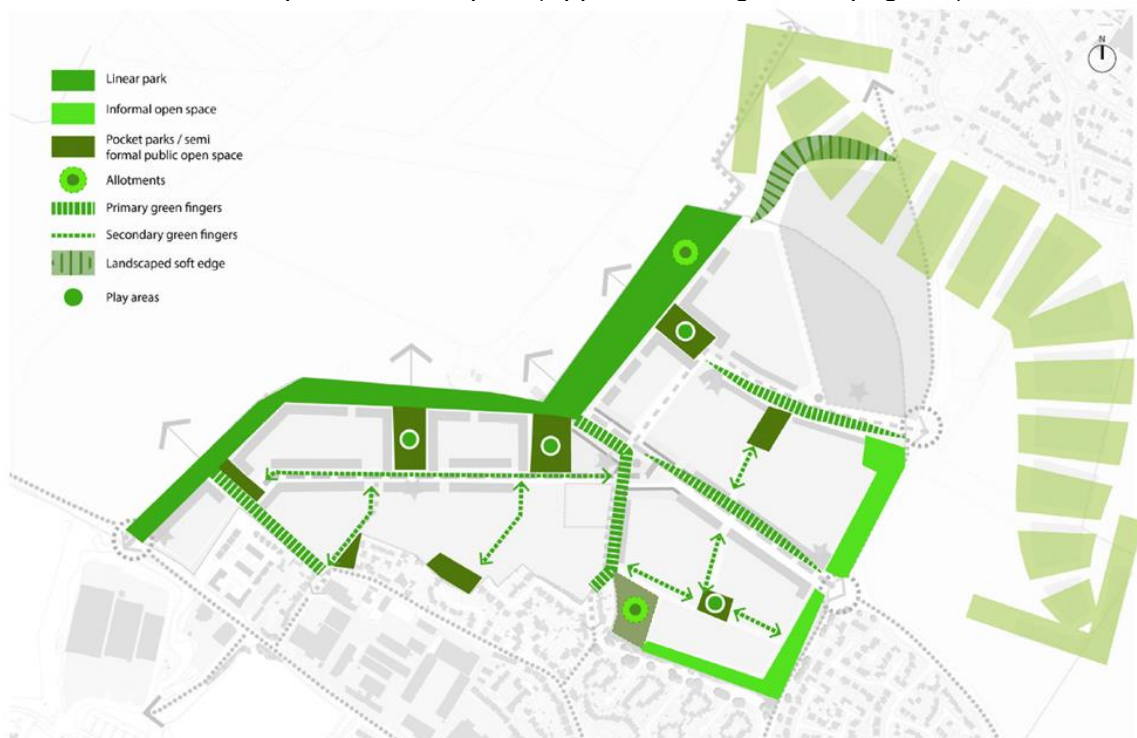 N
Linear park
Informal open space
Pocket parks / semi
formal public open space
Allotments
Primary green fingers
Secondary green fingers
Landscaped soft edge
Play areas